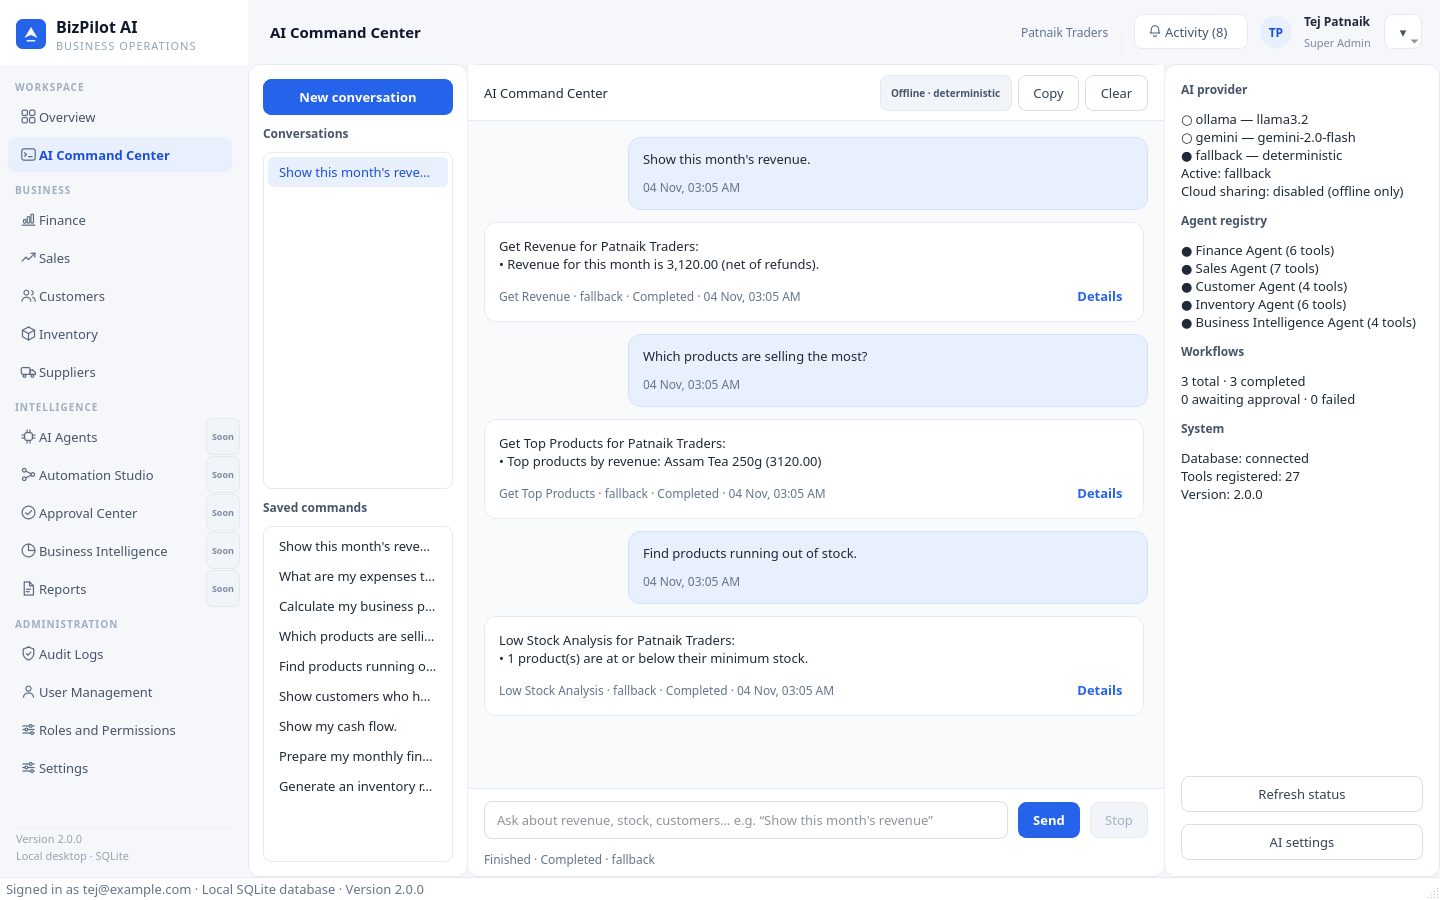 BizPilot AI
BUSINESS OPERATIONS
WORKSPACE
Overview
AI Command Center
BUSINESS
Finance
Sales
Customers
Inventory
Suppliers
INTELLIGENCE
AI Agents Soon
Automation Studio Soon
Approval Center Soon
Business Intelligence Soon
Reports Soon
ADMINISTRATION
Audit Logs
User Management
Roles and Permissions
Settings
Version 2.0.0
Local desktop · SQLite
AI Command Center
Patnaik Traders
Activity (8)
TP
Tej Patnaik
Super Admin
New conversation
Conversations
Show this month's reve...
Saved commands
Show this month's reve...
What are my expenses t...
Calculate my business p...
Which products are selli...
Find products running o...
Show customers who h...
Show my cash flow.
Prepare my monthly fin...
Generate an inventory r...
AI Command Center
Offline · deterministic
Copy
Clear
Show this month's revenue.
04 Nov, 03:05 AM
Get Revenue for Patnaik Traders:
• Revenue for this month is 3,120.00 (net of refunds).
Get Revenue · fallback · Completed · 04 Nov, 03:05 AM
Details
Which products are selling the most?
04 Nov, 03:05 AM
Get Top Products for Patnaik Traders:
• Top products by revenue: Assam Tea 250g (3120.00)
Get Top Products · fallback · Completed · 04 Nov, 03:05 AM
Details
Find products running out of stock.
04 Nov, 03:05 AM
Low Stock Analysis for Patnaik Traders:
• 1 product(s) are at or below their minimum stock.
Low Stock Analysis · fallback · Completed · 04 Nov, 03:05 AM
Details
Ask about revenue, stock, customers... e.g. “Show this month's revenue”
Send
Stop
Finished · Completed · fallback
AI provider
○ ollama — llama3.2
○ gemini — gemini-2.0-flash
● fallback — deterministic
Active: fallback
Cloud sharing: disabled (offline only)
Agent registry
● Finance Agent (6 tools)
● Sales Agent (7 tools)
● Customer Agent (4 tools)
● Inventory Agent (6 tools)
● Business Intelligence Agent (4 tools)
Workflows
3 total · 3 completed
0 awaiting approval · 0 failed
System
Database: connected
Tools registered: 27
Version: 2.0.0
Refresh status
AI settings
Signed in as tej@example.com · Local SQLite database · Version 2.0.0